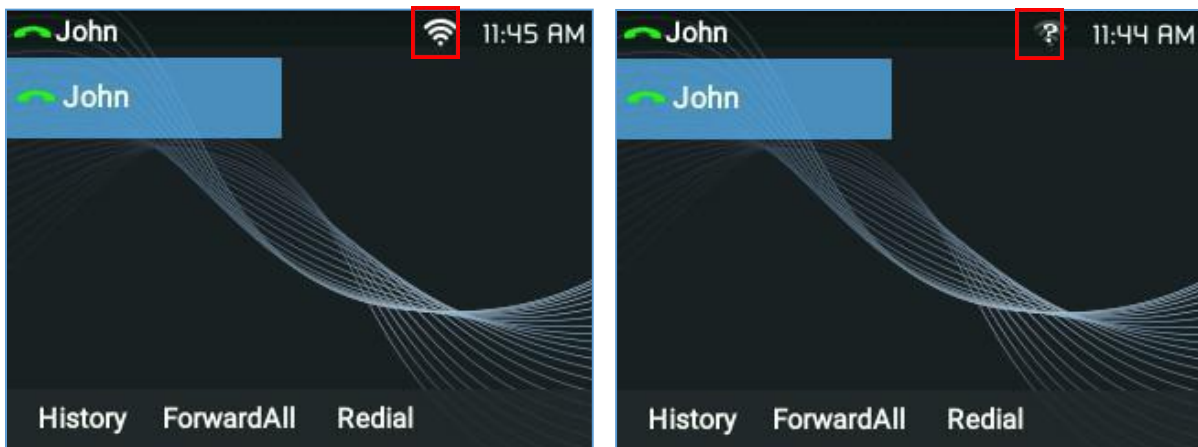 John 11:45 AM
John
History ForwardAll Redial
John ? 11:44 AM
John
History ForwardAll Redial